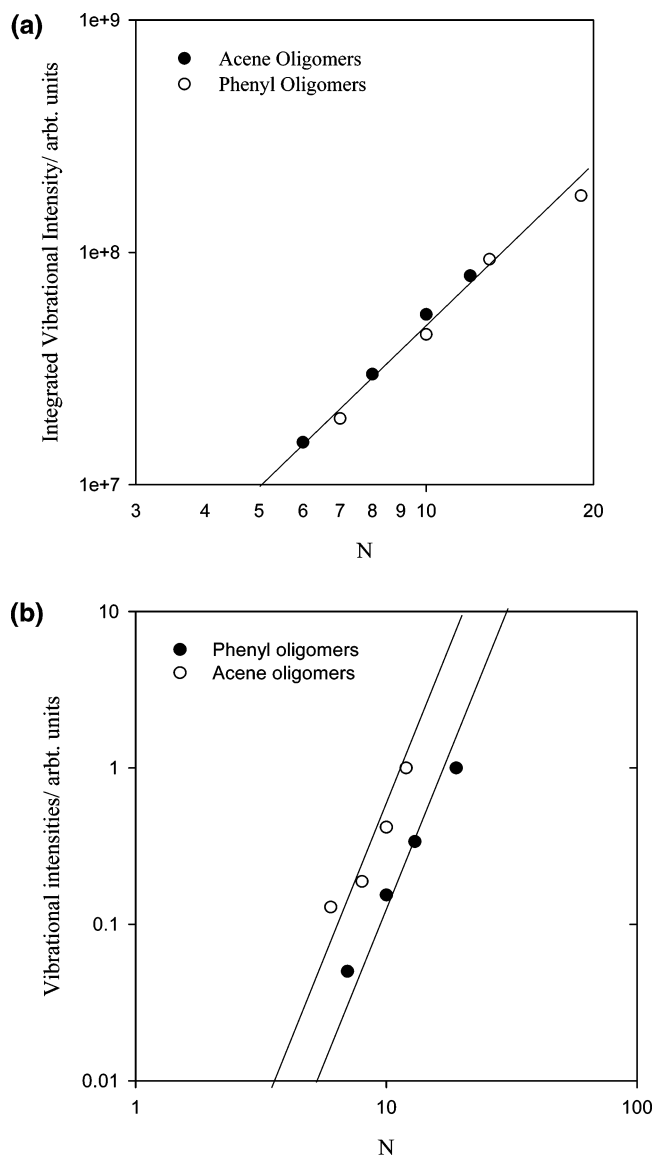 (a)
1e+9
Acene Oligomers
Phenyl Oligomers
Integrated Vibrational Intensity/ arbt. units
1e+8
1e+7
3 4 5 6 7 8 9 10 20
N
(b)
10
Phenyl oligomers
Acene oligomers
Vibrational intensities/ arbt. units
1
0.1
0.01
1 10 100
N